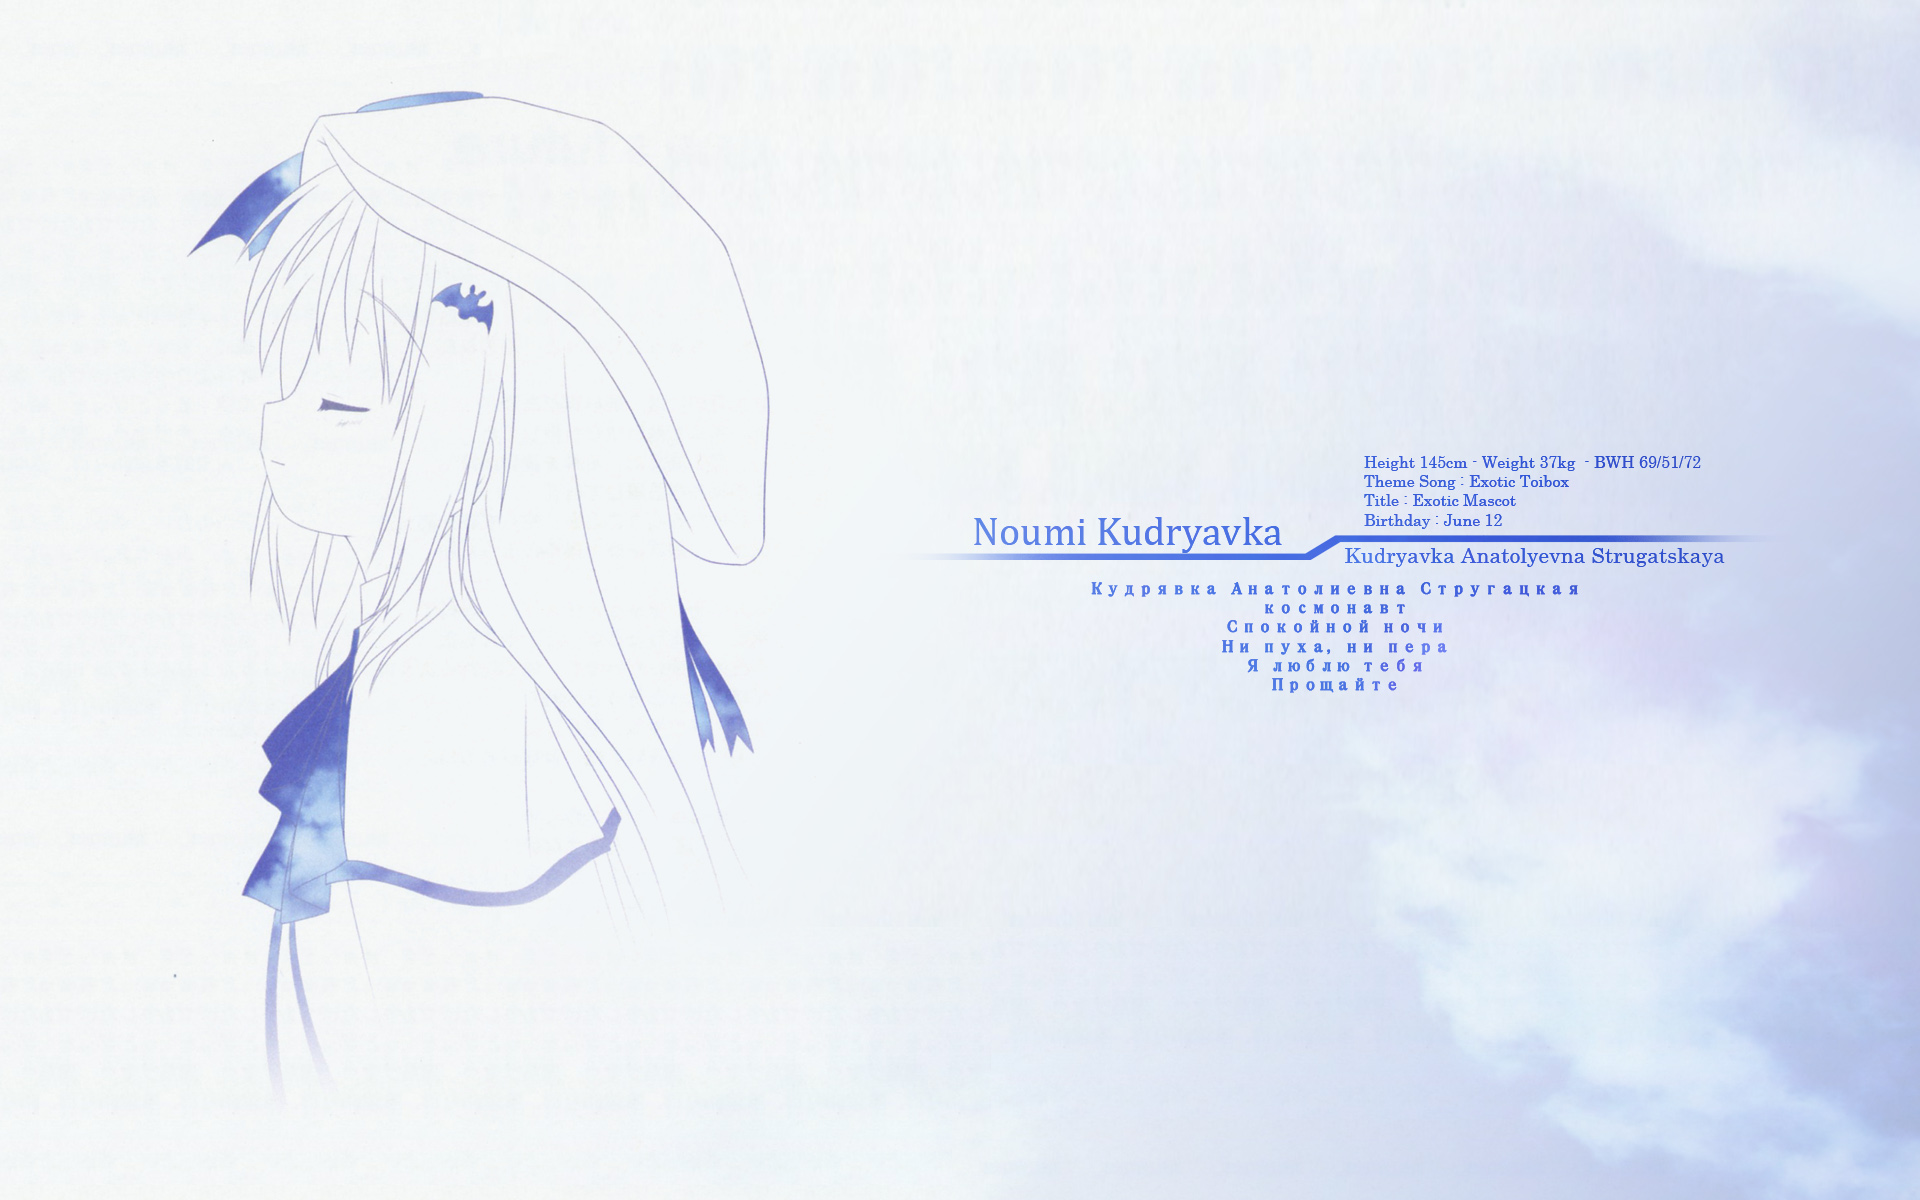 Height 145cm - Weight 37kg - BWH 69/51/72
Theme Song : Exotic Toibox
Title : Exotic Mascot
Birthday : June 12
Noumi Kudryavka
Kudryavka Anatolyevna Strugatskaya
Кудрявка Анатолиевна Стругацкая
космонавт
Спокойной ночи
Ни пуха, ни пера
Я люблю тебя
Прощайте